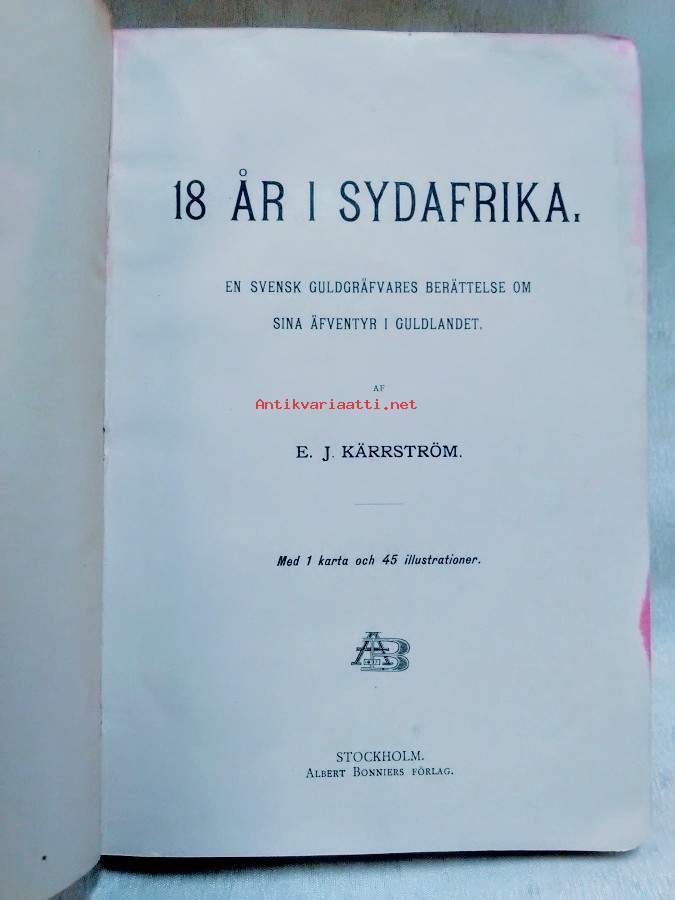 18 ÅR I SYDAFRIKA.
EN SVENSK GULDGRÄFVARES BERÄTTELSE OM
SINA ÄFVENTYR I GULDLANDET.
AF
Antikvariaatti.net
E. J. KÄRRSTRÖM.
Med 1 karta och 45 illustrationer.
ABF
STOCKHOLM.
ALBERT BONNIERS FÖRLAG.